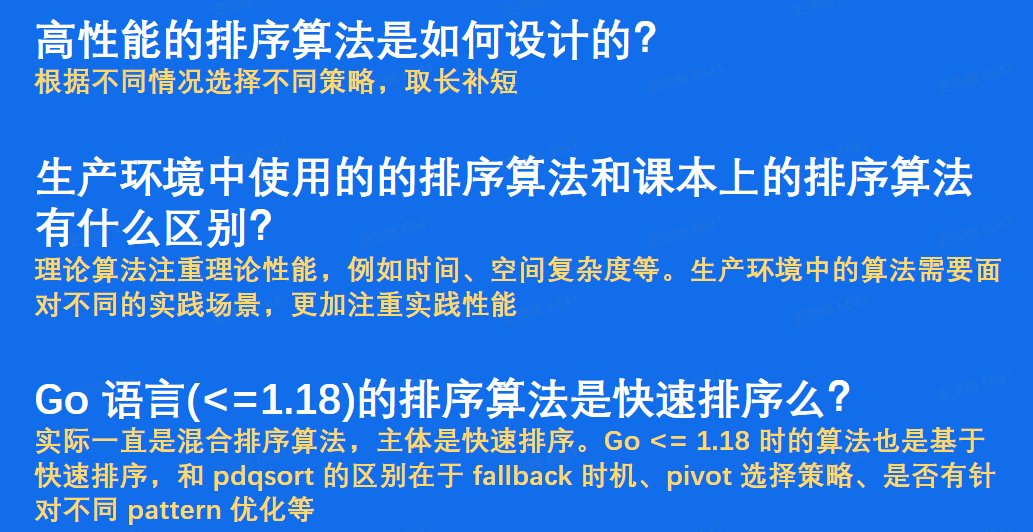 高性能的排序算法是如何设计的?
根据不同情况选择不同策略，取长补短
生产环境中使用的的排序算法和课本上的排序算法
有什么区别?
理论算法注重理论性能，例如时间、空间复杂度等。生产环境中的算法需要面
对不同的实践场景，更加注重实践性能
Go 语言(<=1.18)的排序算法是快速排序么?
实际一直是混合排序算法，主体是快速排序。Go <= 1.18 时的算法也是基于
快速排序，和 pdqsort 的区别在于 fallback 时机、pivot 选择策略、是否有针
对不同 pattern 优化等